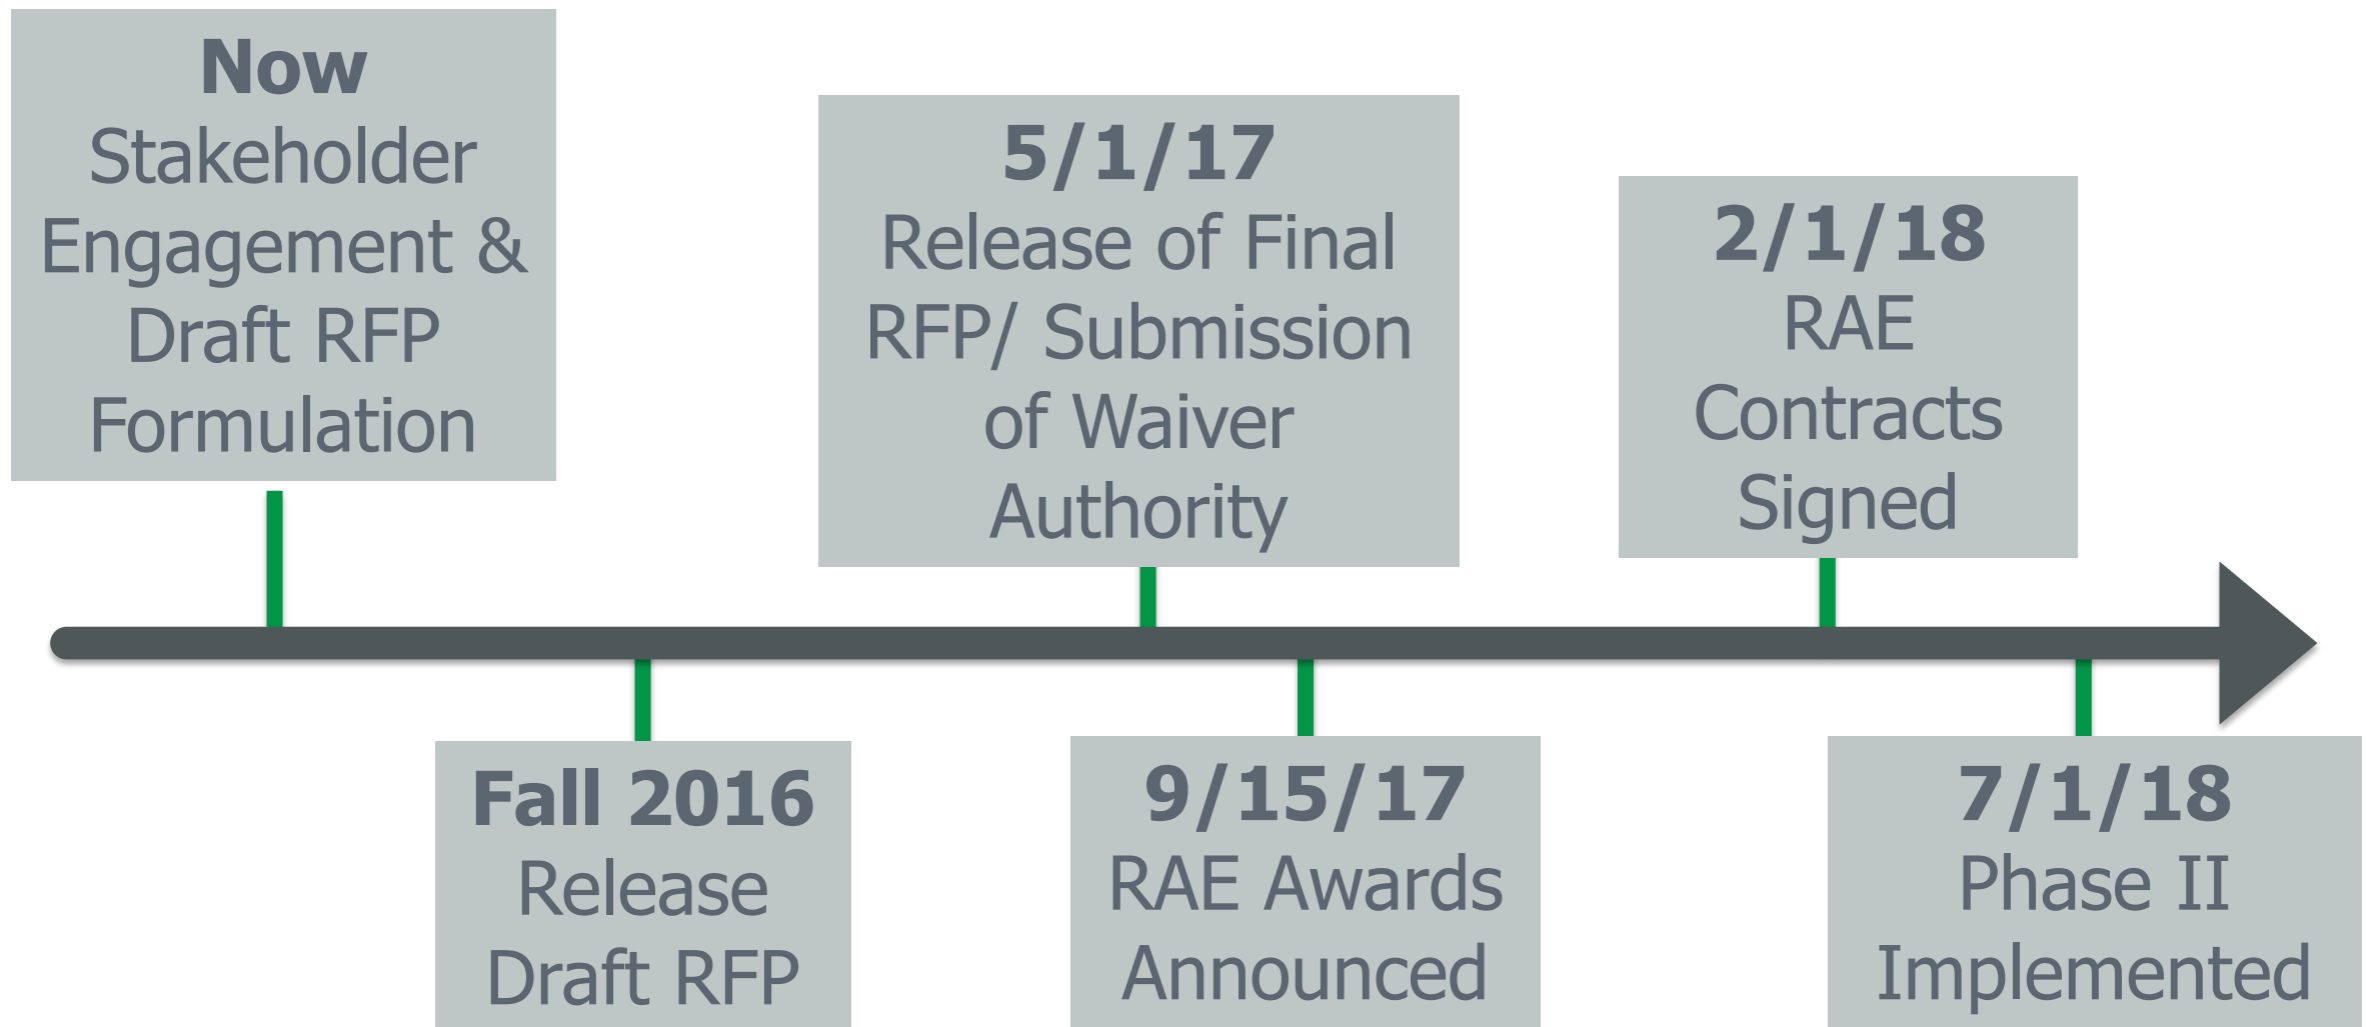 Now
Stakeholder
Engagement &
Draft RFP
Formulation
Fall 2016
Release
Draft RFP
5/1/17
Release of Final
RFP/ Submission
of Waiver
Authority
9/15/17
RAE Awards
Announced
2/1/18
RAE
Contracts
Signed
7/1/18
Phase II
Implemented